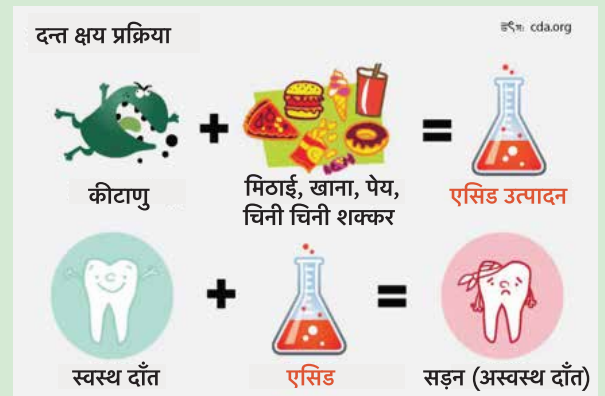 दन्त क्षय प्रक्रिया
cda.org
कीटाणु
मिठाई, खाना, पेय,
चिनी चिनी शक्कर
एसिड उत्पादन
स्वस्थ दाँत
एसिड
सड़न (अस्वस्थ दाँत)